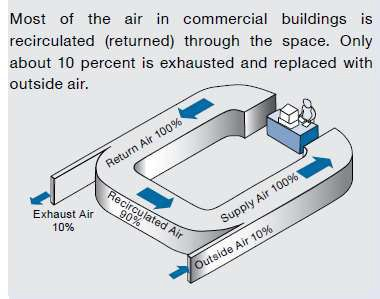 Most of the air in commercial buildings is
recirculated (returned) through the space. Only
about 10 percent is exhausted and replaced with
outside air.
Return Air 100%
Exhaust Air
10%
Recirculated Air
90%
Supply Air 100%
Outside Air 10%